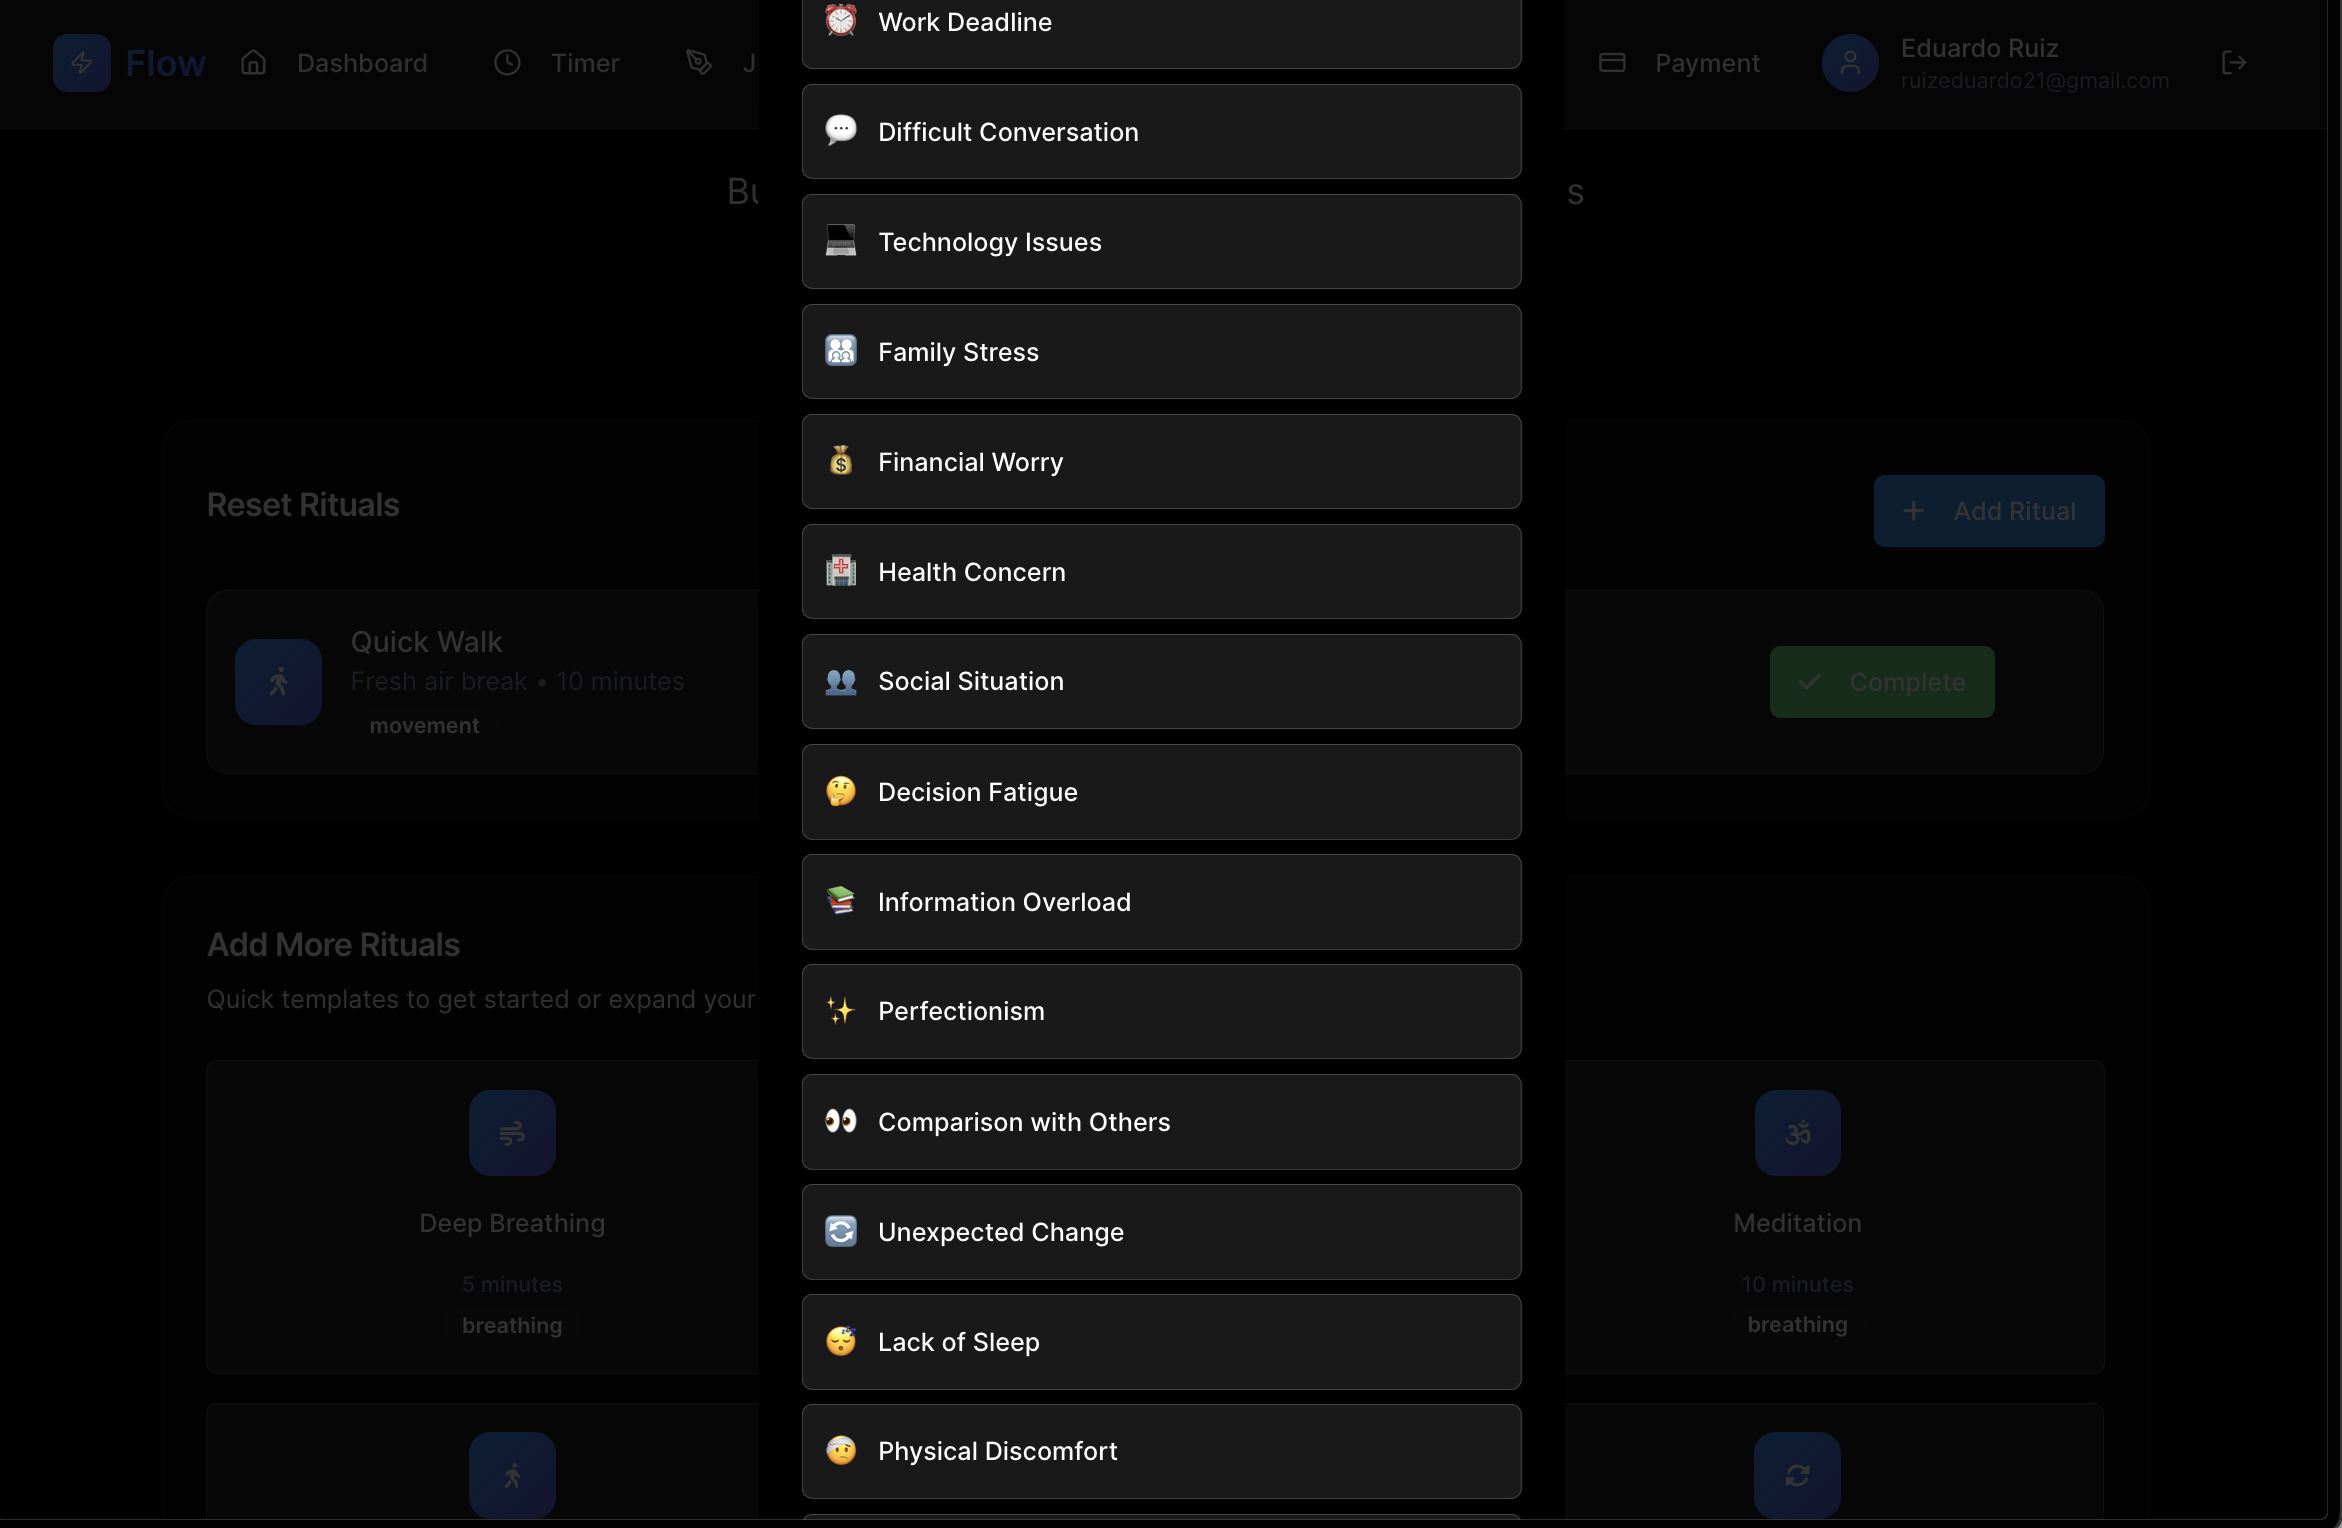 Flow
Dashboard
Timer
J
Payment
Eduardo Ruiz
ruizeduardo21@gmail.com
Bu
s
Work Deadline
Difficult Conversation
Technology Issues
Family Stress
Financial Worry
Health Concern
Social Situation
Decision Fatigue
Information Overload
Perfectionism
Comparison with Others
Unexpected Change
Lack of Sleep
Physical Discomfort
Reset Rituals
Add Ritual
Quick Walk
Fresh air break • 10 minutes
movement
Complete
Add More Rituals
Quick templates to get started or expand your
Deep Breathing
5 minutes
breathing
Meditation
10 minutes
breathing